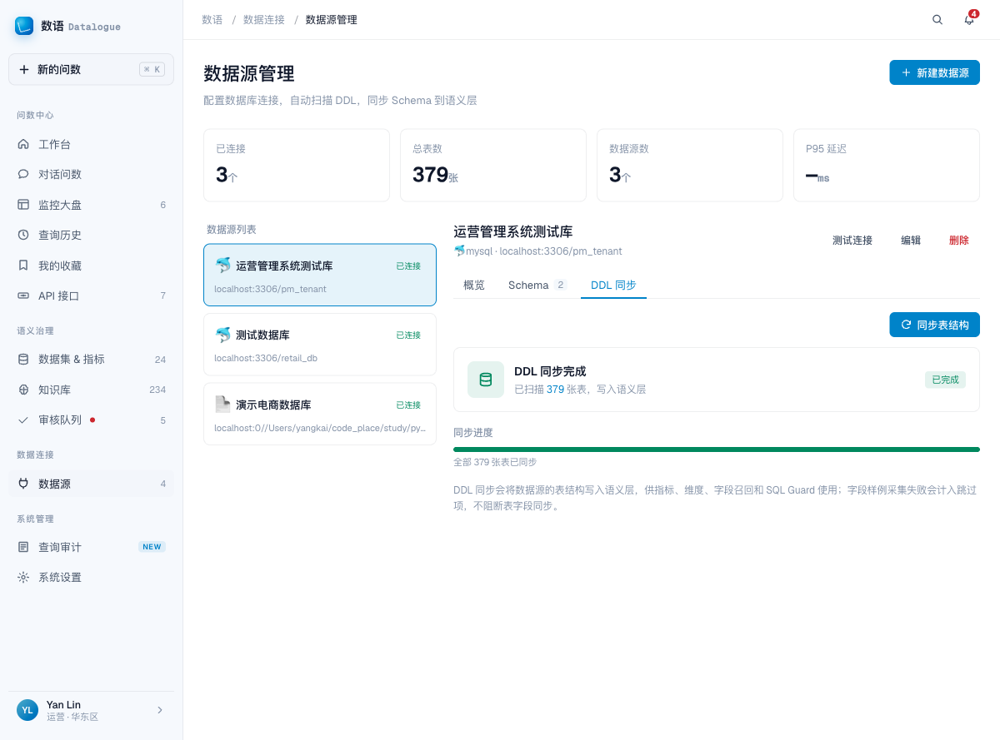 数语 Datalogue
新的问数 ⌘ K
问数中心
工作台
对话问数
监控大盘 6
查询历史
我的收藏
API 接口 7
语义治理
数据集 & 指标 24
知识库 234
审核队列 5
数据连接
数据源 4
系统管理
查询审计 NEW
系统设置
YL Yan Lin
运营 · 华东区
数语 / 数据连接 / 数据源管理
4
数据源管理
新建数据源
配置数据库连接，自动扫描 DDL，同步 Schema 到语义层
已连接
3个
总表数
379张
数据源数
3个
P95 延迟
—ms
数据源列表
运营管理系统测试库 已连接
localhost:3306/pm_tenant
测试数据库 已连接
localhost:3306/retail_db
演示电商数据库 已连接
localhost:0//Users/yangkai/code_place/study/py...
运营管理系统测试库
mysql · localhost:3306/pm_tenant
测试连接 编辑 删除
概览 Schema 2 DDL 同步
同步表结构
DDL 同步完成
已扫描 379 张表，写入语义层
已完成
同步进度
全部 379 张表已同步
DDL 同步会将数据源的表结构写入语义层，供指标、维度、字段召回和 SQL Guard 使用；字段样例采集失败会计入跳过
项，不阻断表字段同步。